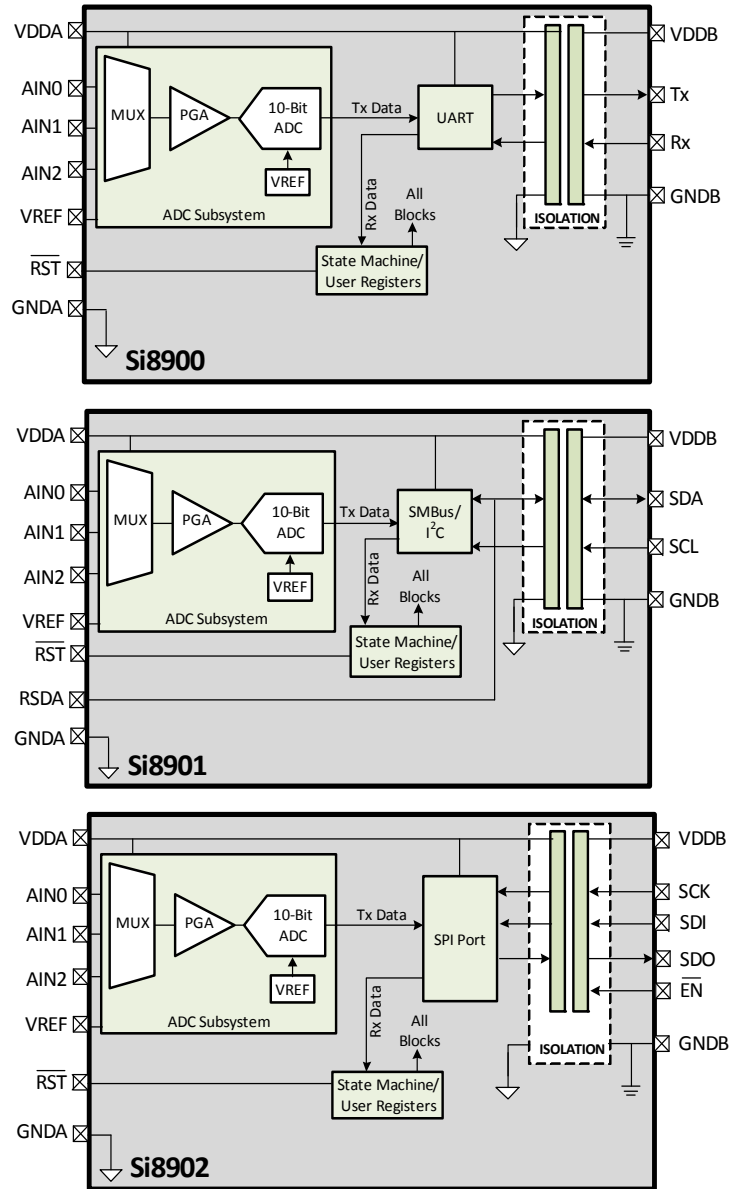 VDDA
AIN0
AIN1
AIN2
VREF
RST
GNDA
MUX
PGA
10-Bit
ADC
VREF
ADC Subsystem
Tx Data
UART
Rx Data
All
Blocks
State Machine/
User Registers
ISOLATION
VDDB
Tx
Rx
GNDB
Si8900
VDDA
AIN0
AIN1
AIN2
VREF
RST
RSDA
GNDA
MUX
PGA
10-Bit
ADC
VREF
ADC Subsystem
Tx Data
SMBus/
I²C
Rx Data
All
Blocks
State Machine/
User Registers
ISOLATION
VDDB
SDA
SCL
GNDB
Si8901
VDDA
AIN0
AIN1
AIN2
VREF
RST
GNDA
MUX
PGA
10-Bit
ADC
VREF
ADC Subsystem
Tx Data
SPI Port
Rx Data
All
Blocks
State Machine/
User Registers
ISOLATION
VDDB
SCK
SDI
SDO
EN
GNDB
Si8902